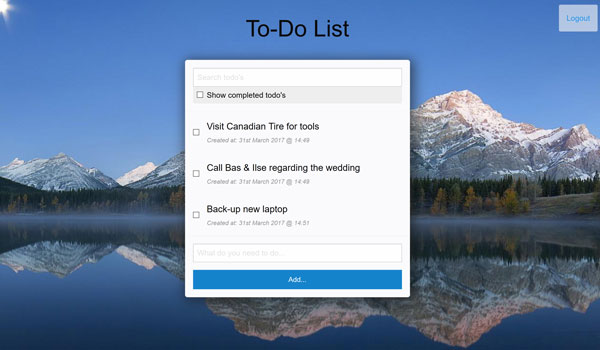 To-Do List
Logout
Search todo's
Show completed todo's
Visit Canadian Tire for tools
Created at: 31st March 2017 @ 14:49
Call Bas & Ilse regarding the wedding
Created at: 31st March 2017 @ 14:49
Back-up new laptop
Created at: 31st March 2017 @ 14:51
What do you need to do...
Add...